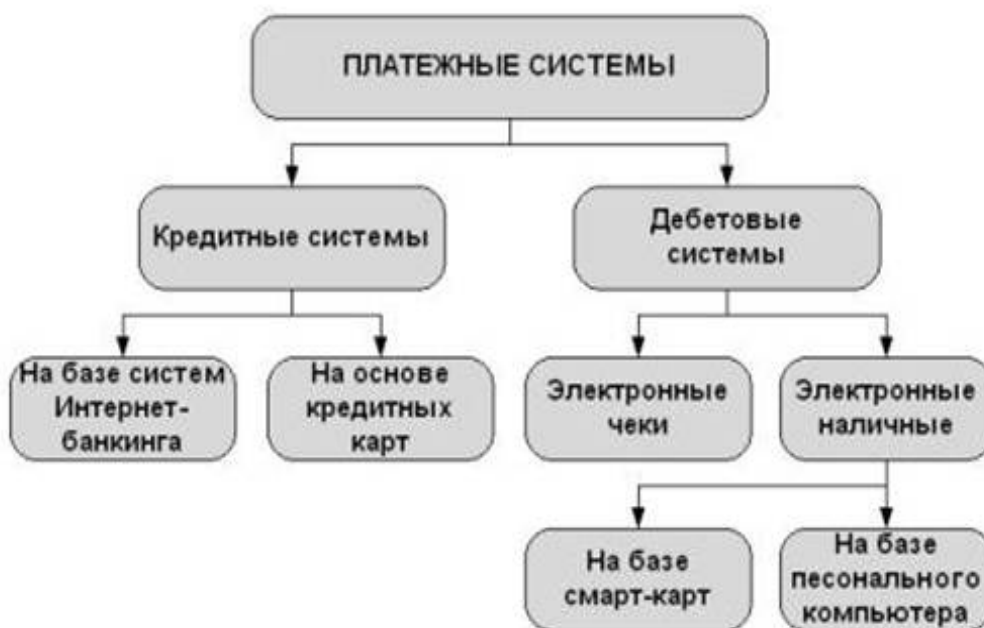 ПЛАТЕЖНЫЕ СИСТЕМЫ
Кредитные системы
Дебетовые
системы
На базе систем
Интернет-
банкинга
На основе
кредитных
карт
Электронные
чеки
Электронные
наличные
На базе
смарт-карт
На базе
песонального
компьютера